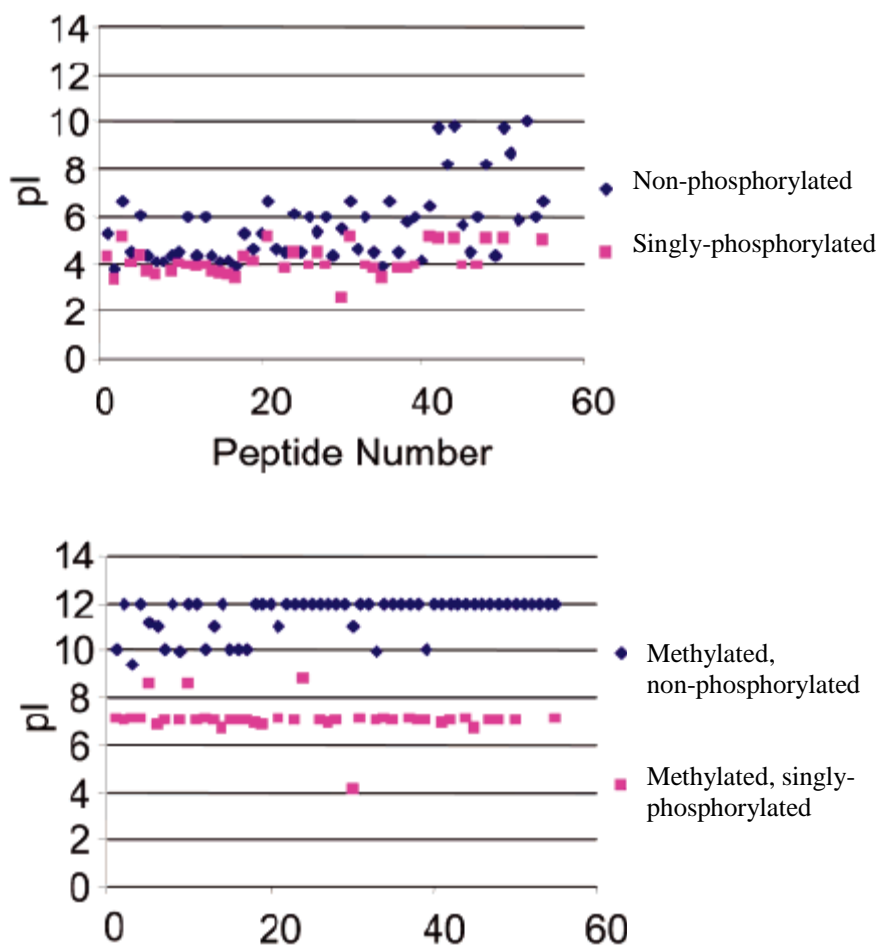 14
12
10
8
6
4
2
0
pI
0 20 40 60
Peptide Number
Non-phosphorylated
Singly-phosphorylated
14
12
10
8
6
4
2
0
pI
0 20 40 60
Methylated,
non-phosphorylated
Methylated, singly-
phosphorylated